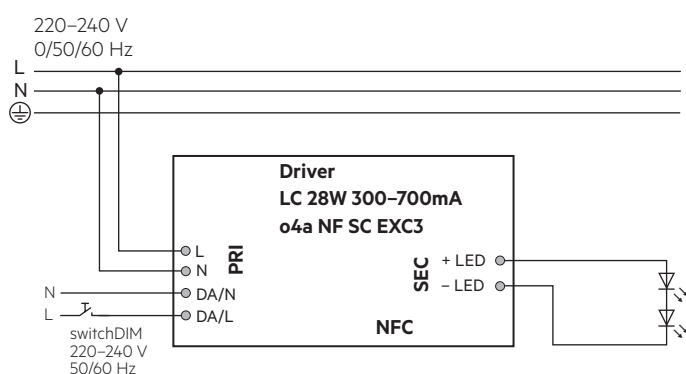 220–240 V
0/50/60 Hz
L
N
Driver
LC 28W 300–700mA
o4a NF SC EXC3
L
N
PRI
DA/N
DA/L
+ LED
– LED
SEC
NFC
N
L
switchDIM
220–240 V
50/60 Hz